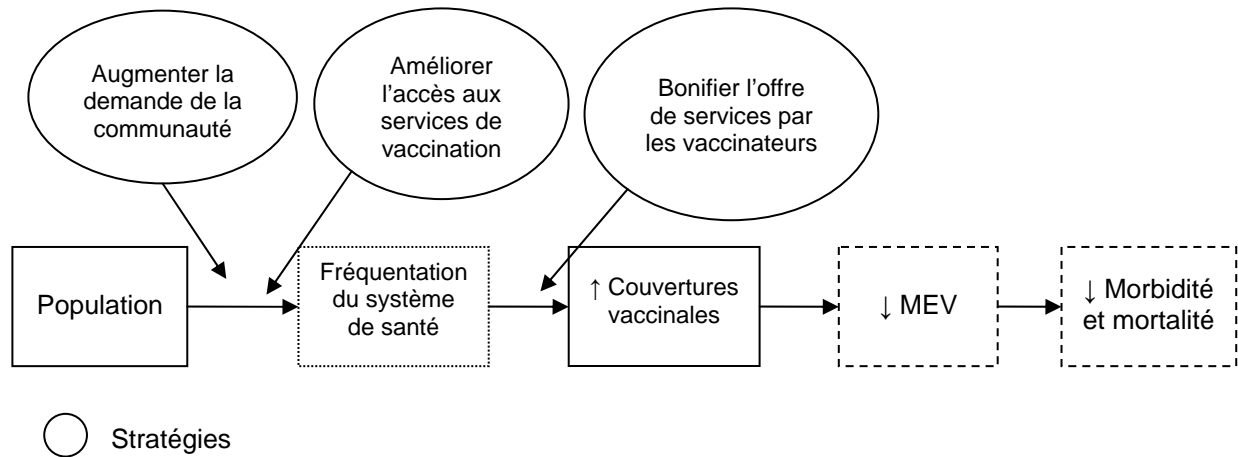 Augmenter la
demande de la
communauté
Améliorer
l’accès aux
services de
vaccination
Bonifier l’offre
de services par
les vaccinateurs
Population
Fréquentation
du système
de santé
↑ Couvertures
vaccinales
↓ MEV
↓ Morbidité
et mortalité
Stratégies